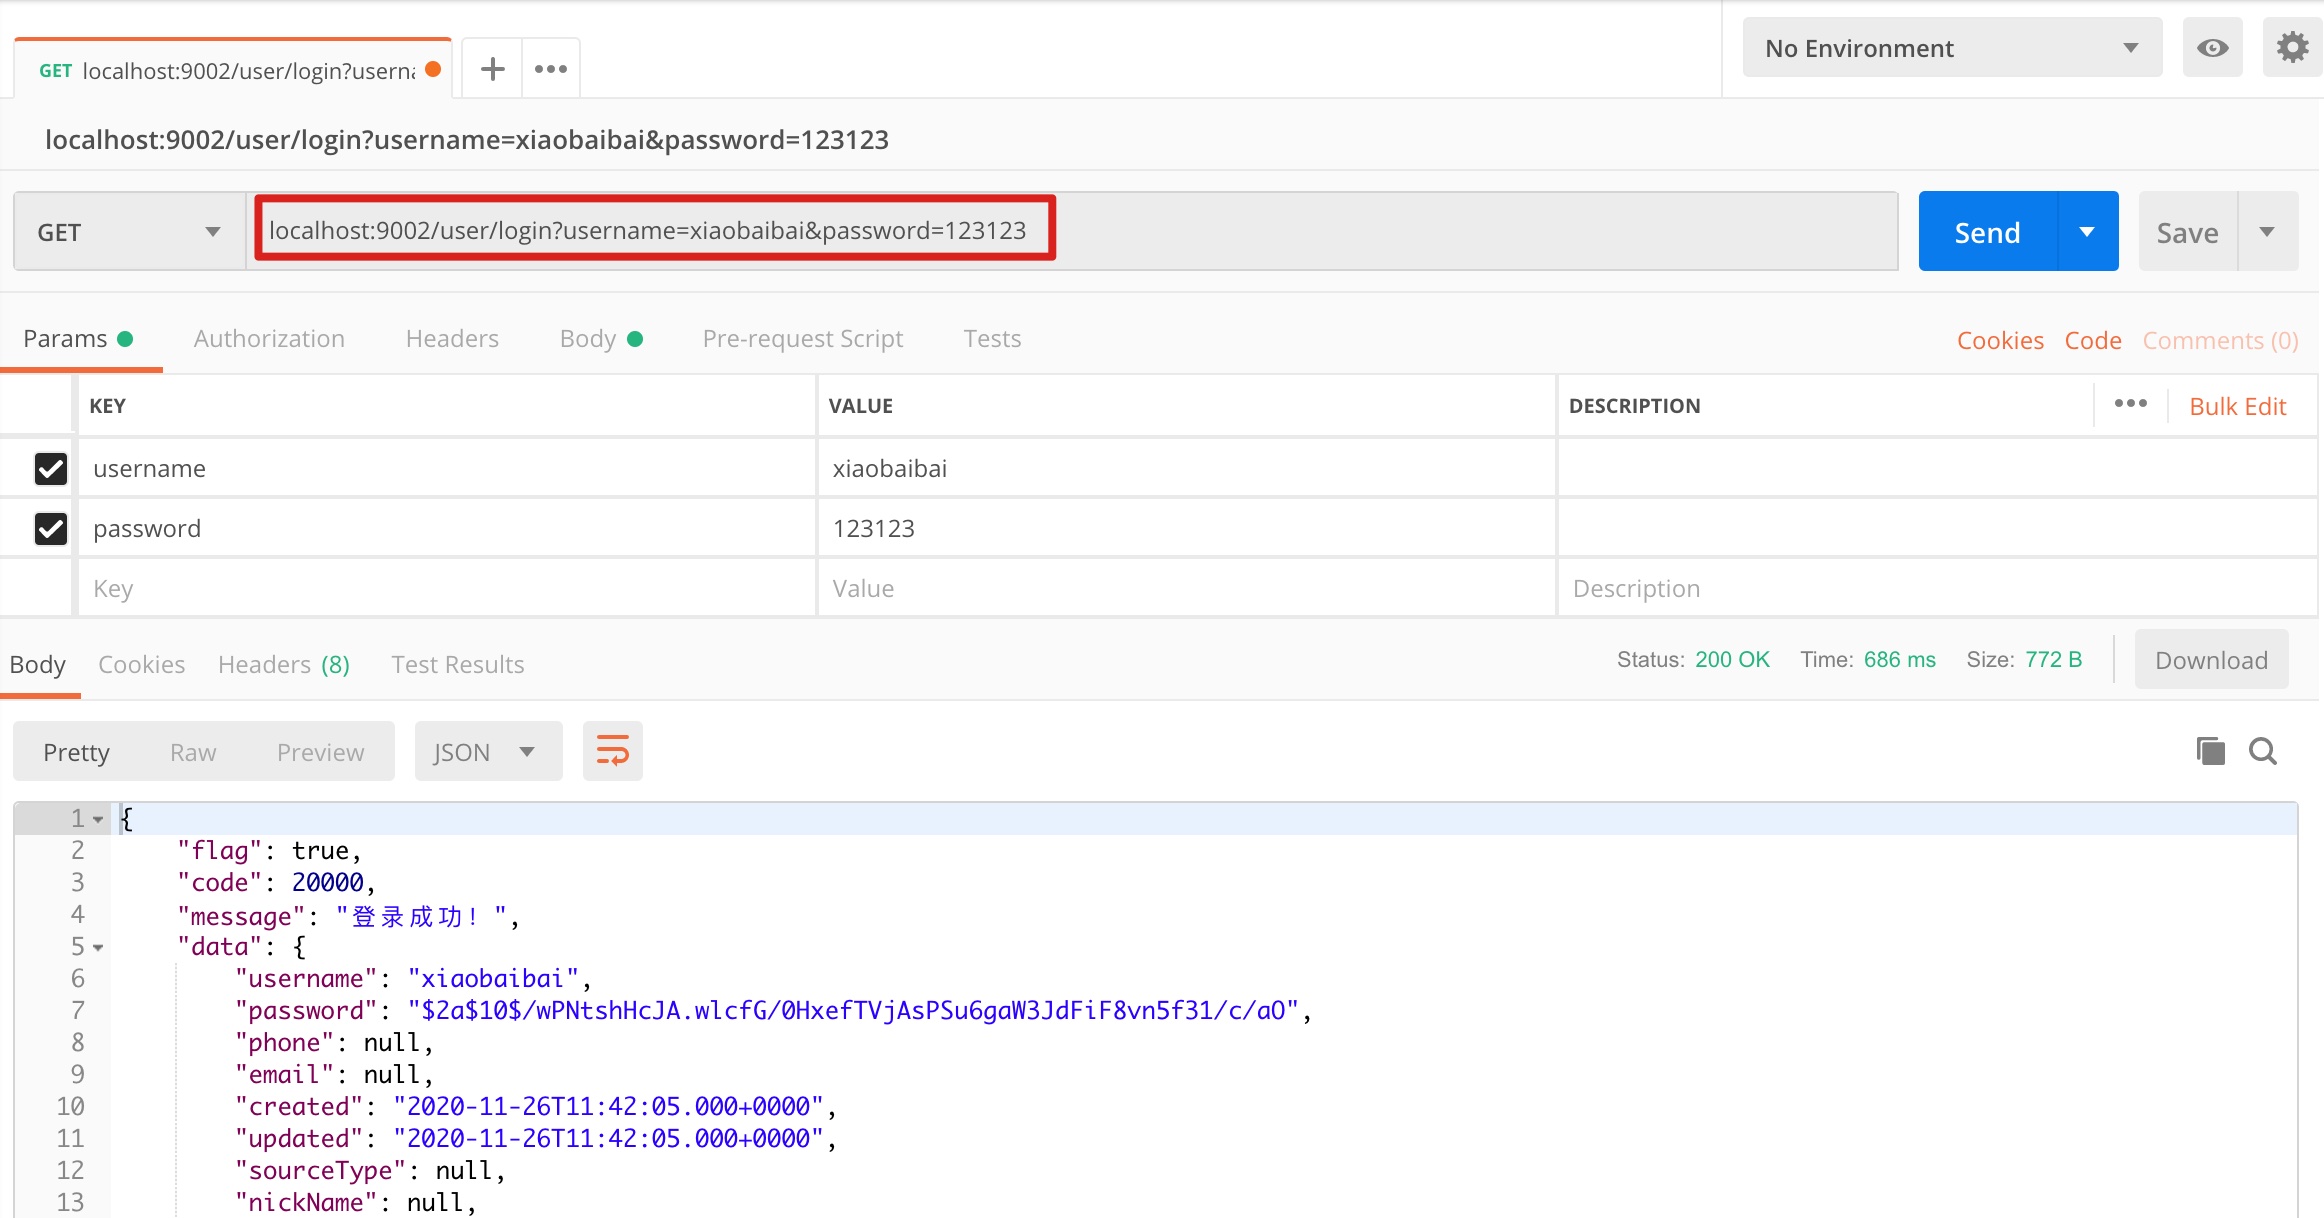 GET localhost:9002/user/login?userna
No Environment
localhost:9002/user/login?username=xiaobaibai&password=123123
GET localhost:9002/user/login?username=xiaobaibai&password=123123 Send Save
Params Authorization Headers Body Pre-request Script Tests Cookies Code Comments (0)
KEY VALUE DESCRIPTION Bulk Edit
username xiaobaibai
password 123123
Key Value Description
Body Cookies Headers (8) Test Results Status: 200 OK Time: 686 ms Size: 772 B Download
Pretty Raw Preview JSON
1 {
2 "flag": true,
3 "code": 20000,
4 "message": "登录成功！",
5 "data": {
6 "username": "xiaobaibai",
7 "password": "$2a$10$/wPNtshHcJA.wlcfG/0HxefTVjAsPSu6gaW3JdFiF8vn5f31/c/aO",
8 "phone": null,
9 "email": null,
10 "created": "2020-11-26T11:42:05.000+0000",
11 "updated": "2020-11-26T11:42:05.000+0000",
12 "sourceType": null,
13 "nickName": null,